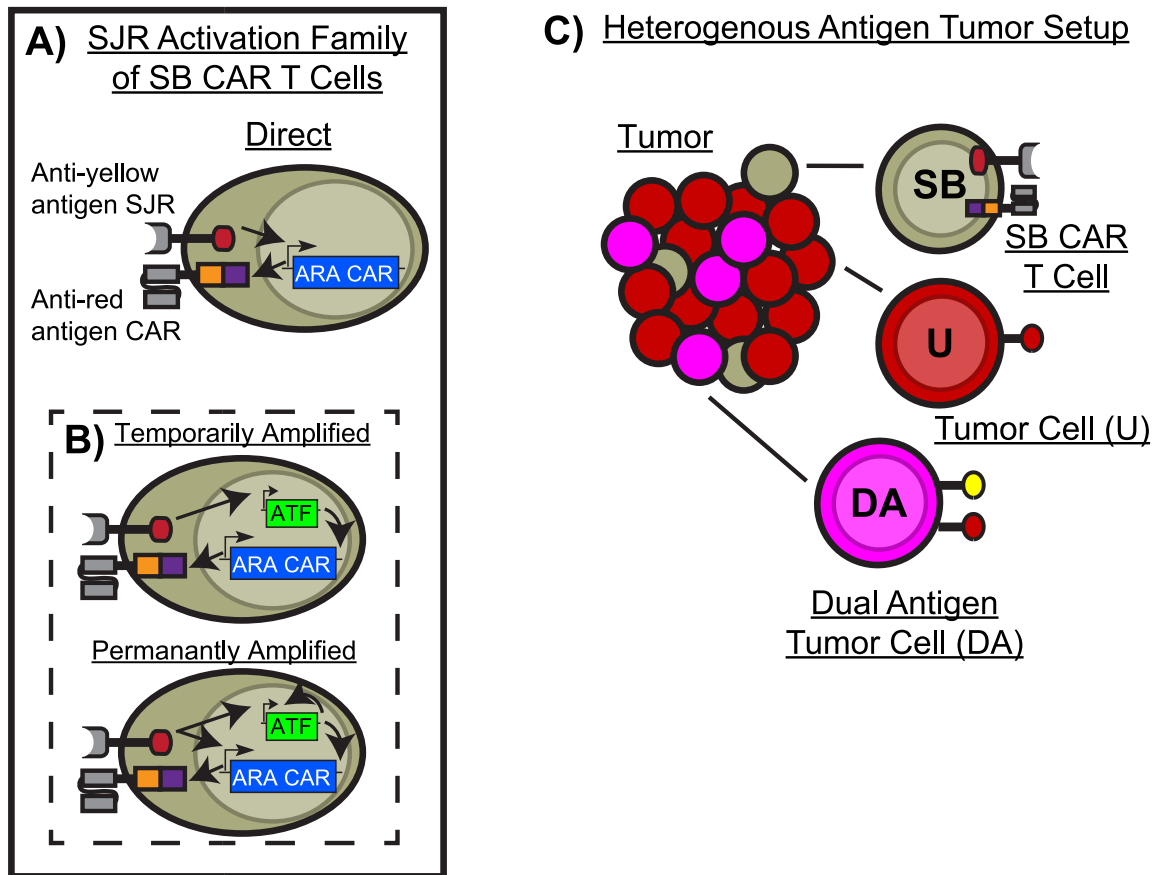 A) SJR Activation Family
of SB CAR T Cells
Direct
Anti-yellow
antigen SJR
ARA CAR
Anti-red
antigen CAR
B) Temporarily Amplified
ATF
ARA CAR
Permanantly Amplified
ATF
ARA CAR
C) Heterogenous Antigen Tumor Setup
Tumor
SB
SB CAR
T Cell
U
Tumor Cell (U)
DA
Dual Antigen
Tumor Cell (DA)